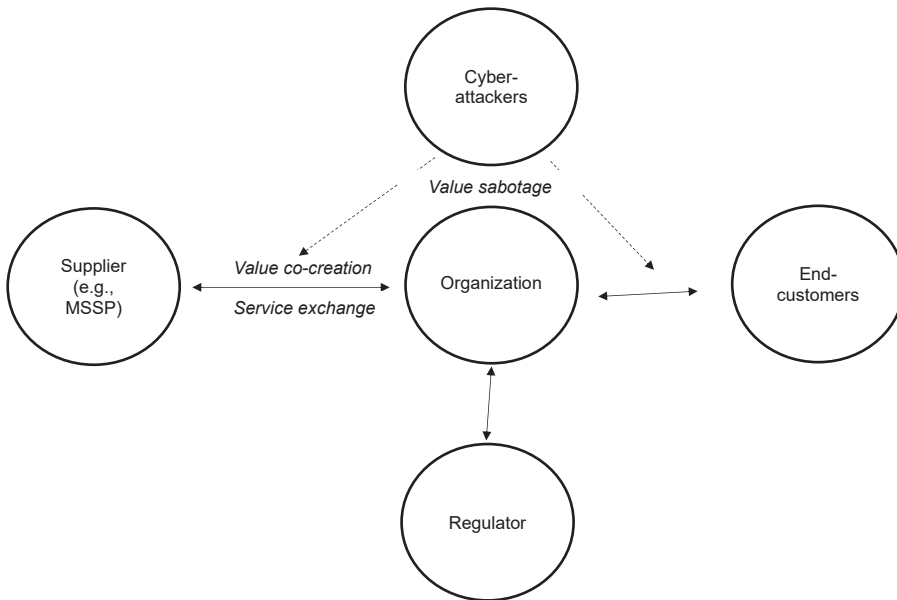 Cyber-
attackers
Value sabotage
Supplier
(e.g.,
MSSP)
Value co-creation
Service exchange
Organization
End-
customers
Regulator